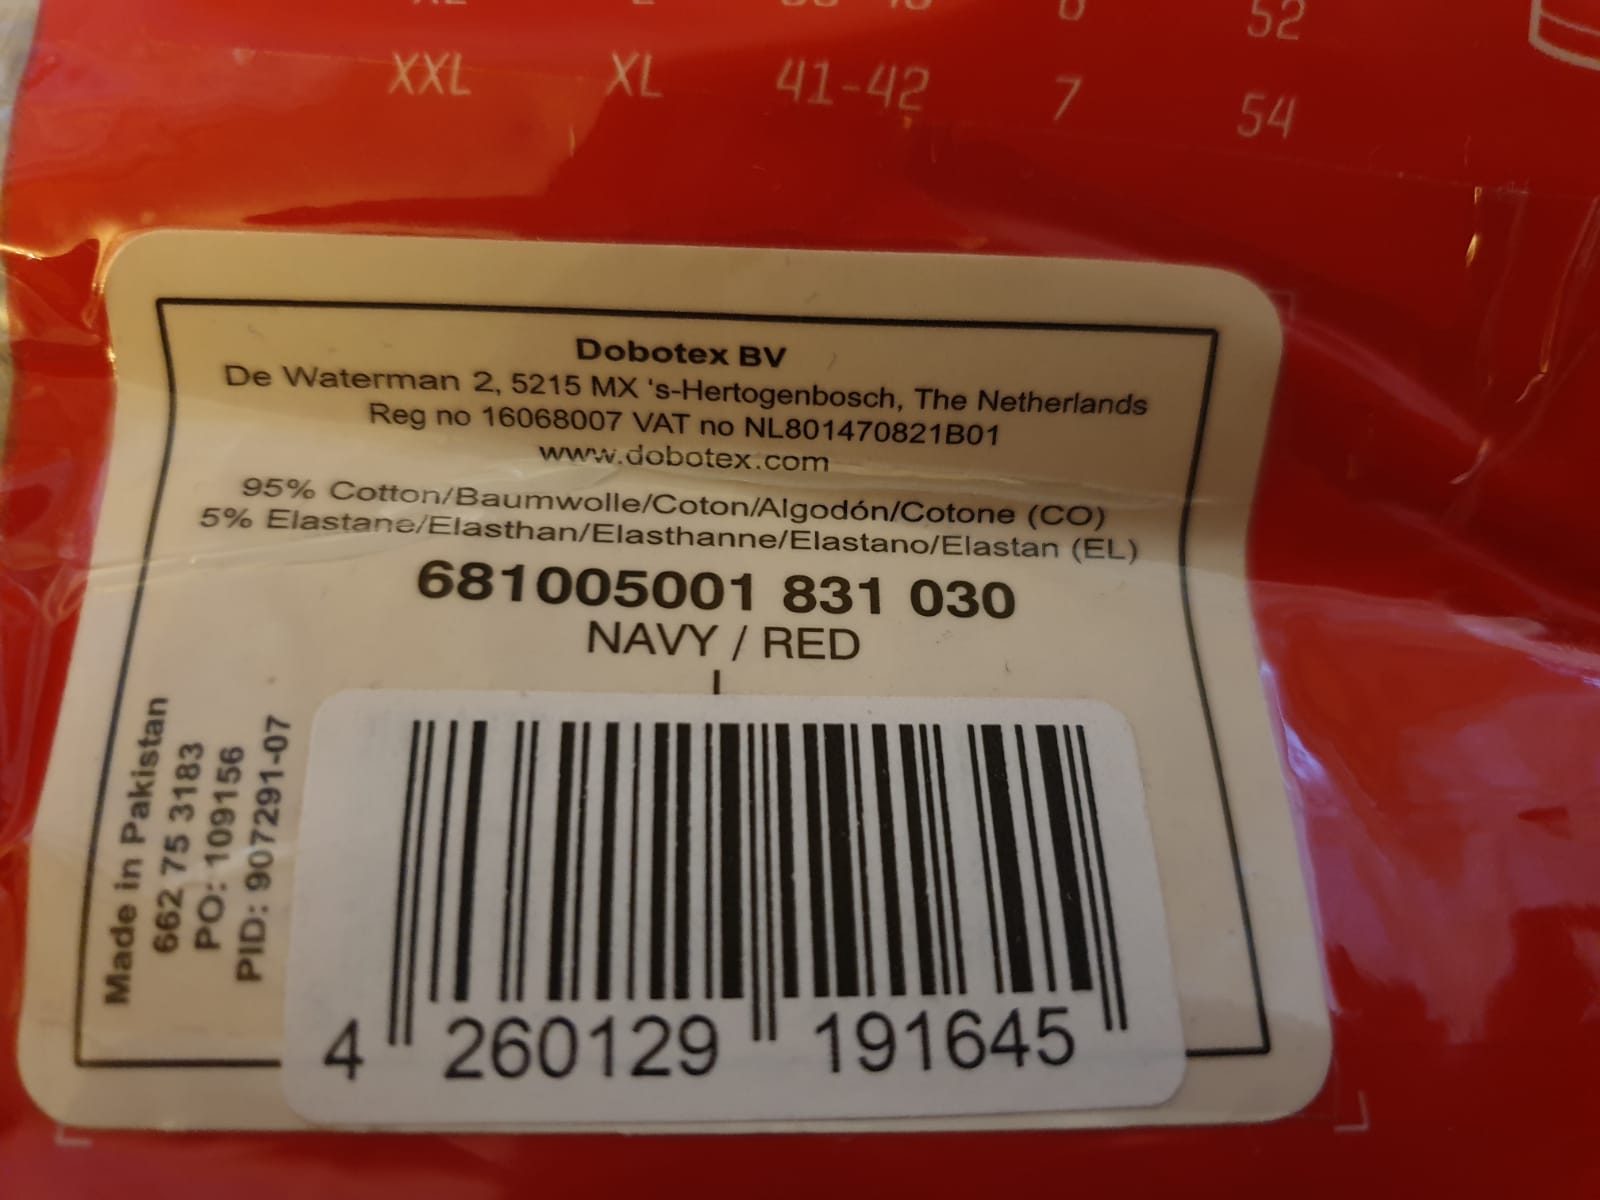 52
XXL XL 41-42 7 54
Dobotex BV
De Waterman 2, 5215 MX 's-Hertogenbosch, The Netherlands
Reg no 16068007 VAT no NL801470821B01
www.dobotex.com
95% Cotton/Baumwolle/Coton/Algodón/Cotone (CO)
5% Elastane/Elasthan/Elasthanne/Elastano/Elastan (EL)
681005001 831 030
NAVY / RED
Made in Pakistan
662 75 3183
PO: 109156
PID: 907291-07
4 260129 191645